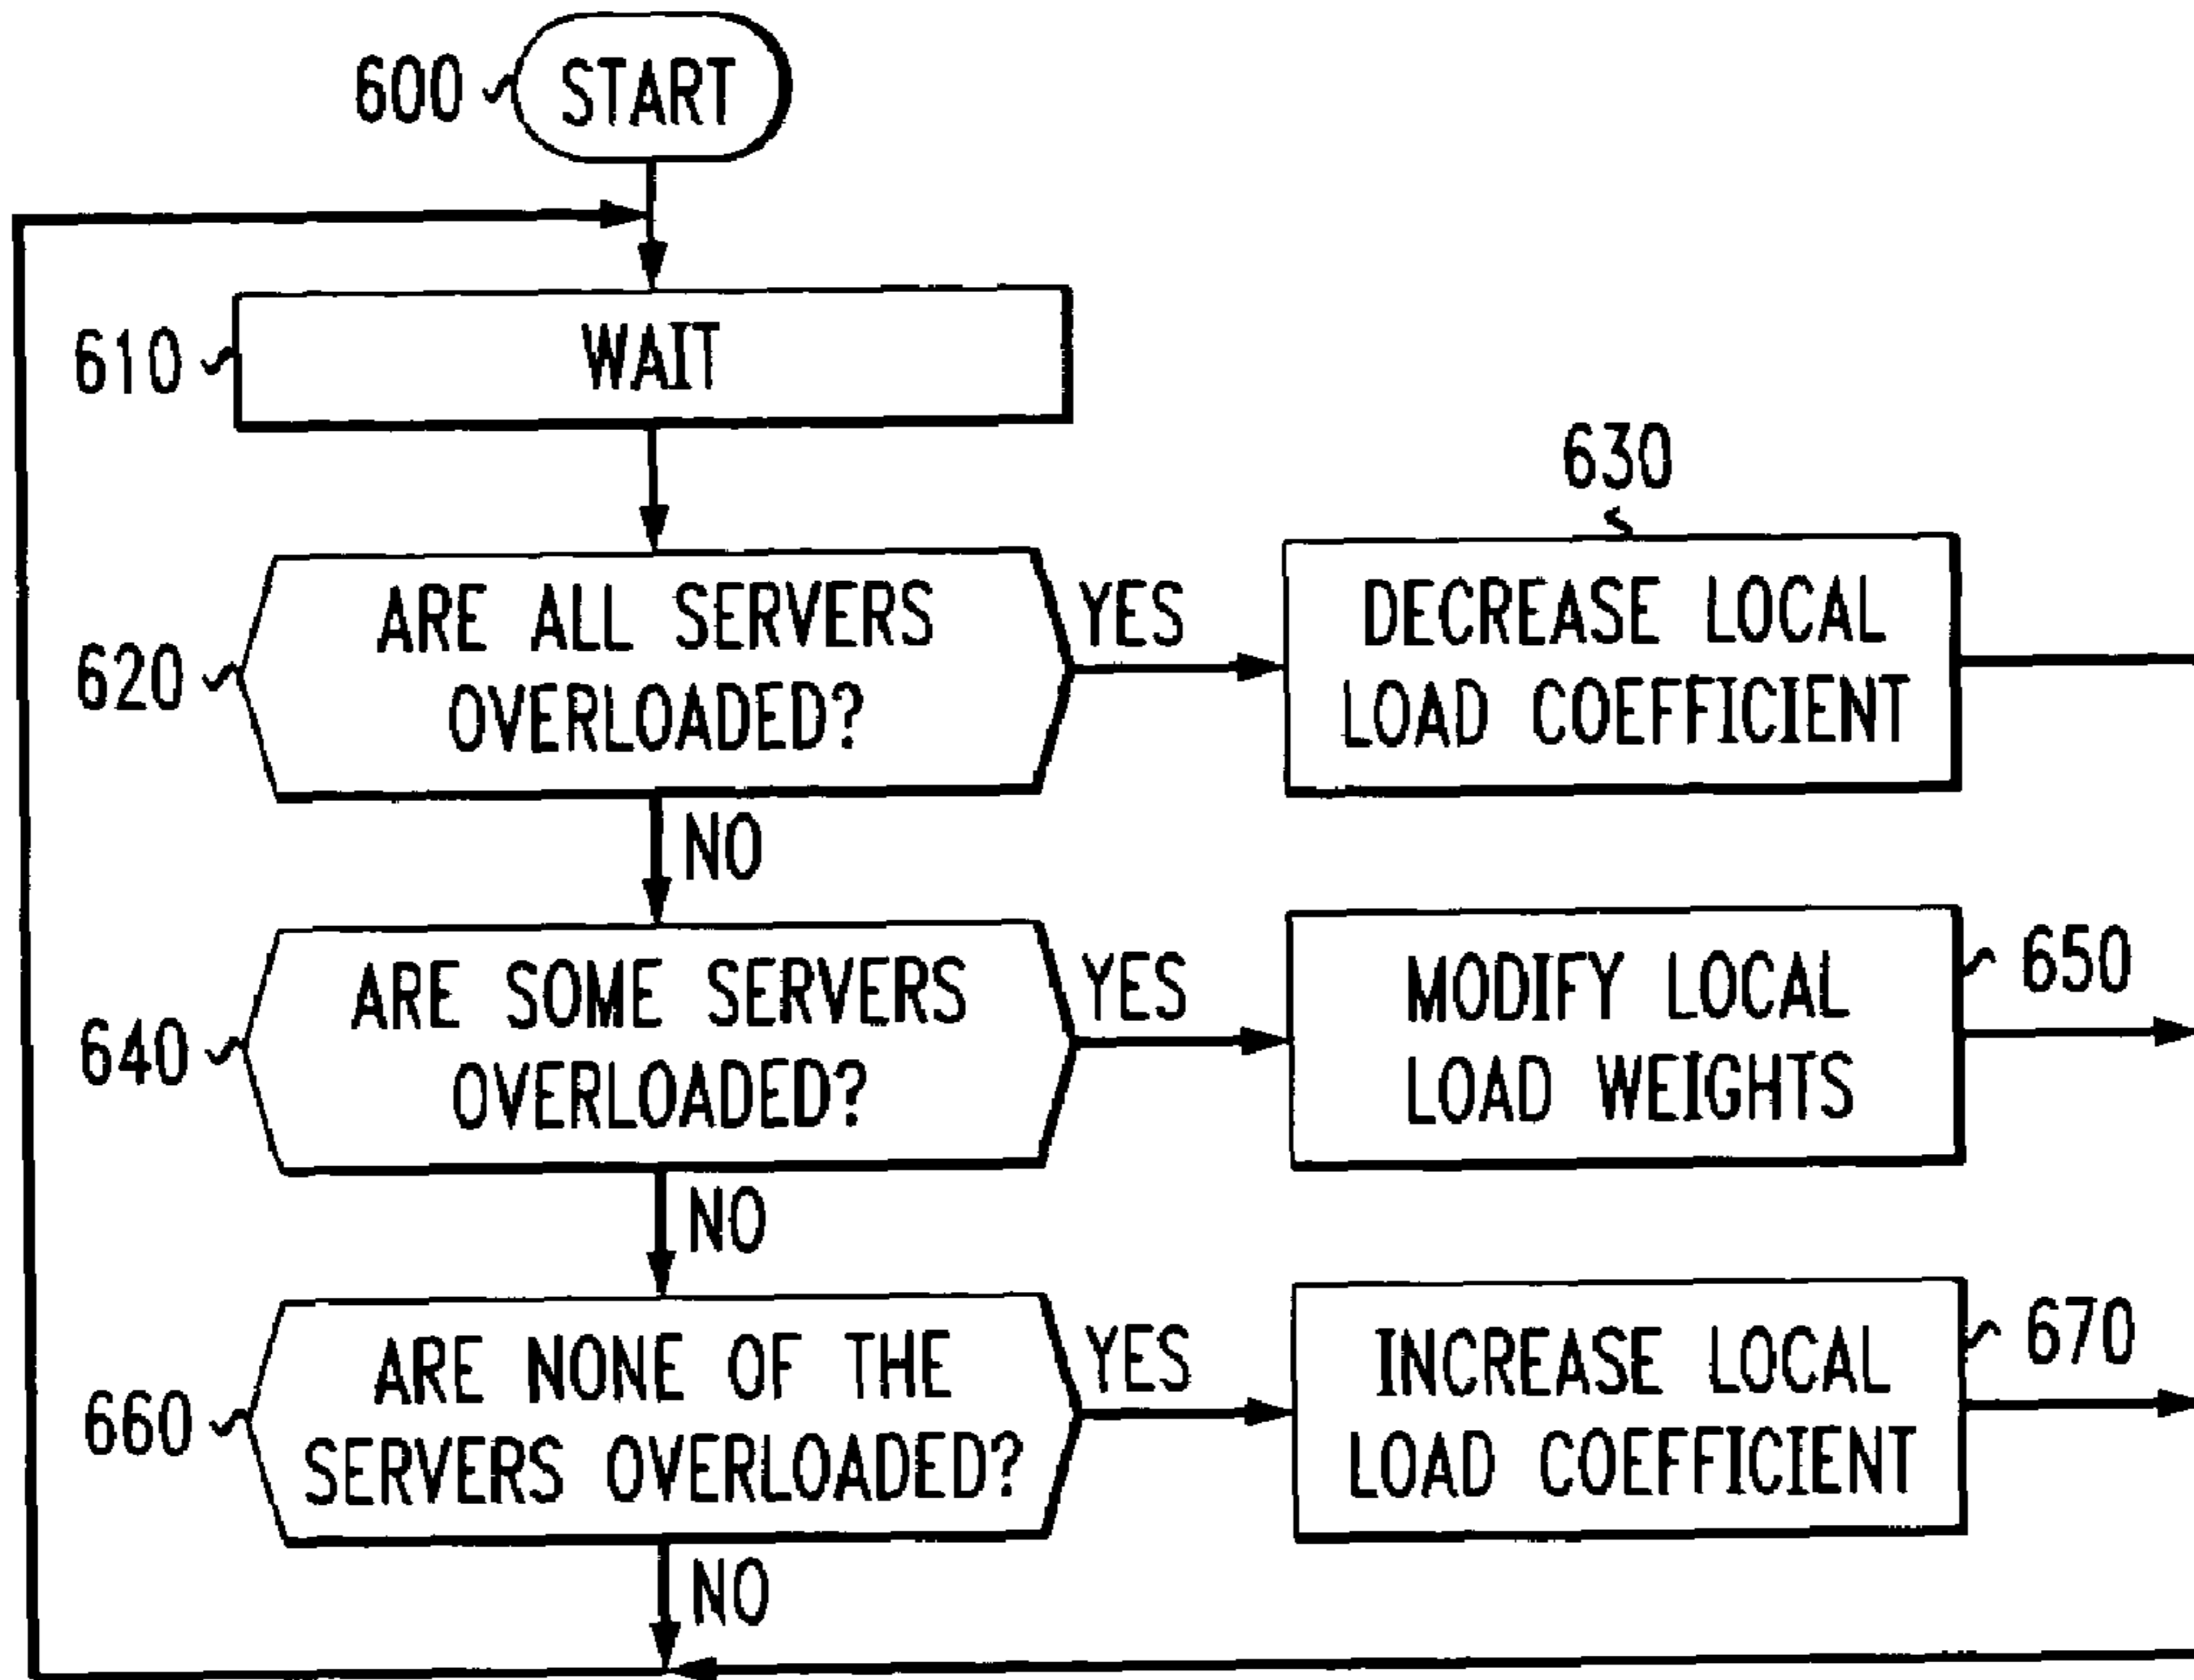 600
START
610
WAIT
630
620
ARE ALL SERVERS
OVERLOADED?
YES
DECREASE LOCAL
LOAD COEFFICIENT
NO
640
ARE SOME SERVERS
OVERLOADED?
YES
MODIFY LOCAL
LOAD WEIGHTS
650
NO
660
ARE NONE OF THE
SERVERS OVERLOADED?
YES
INCREASE LOCAL
LOAD COEFFICIENT
670
NO